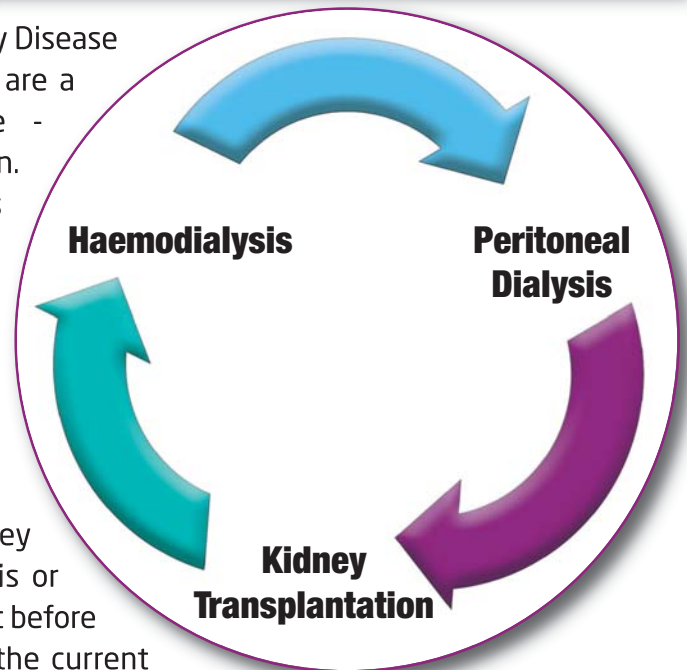 y Disease
are a
e -
n.
s
Haemodialysis
Peritoneal
Dialysis
ey
Kidney
is or
Transplantation
t before
the current